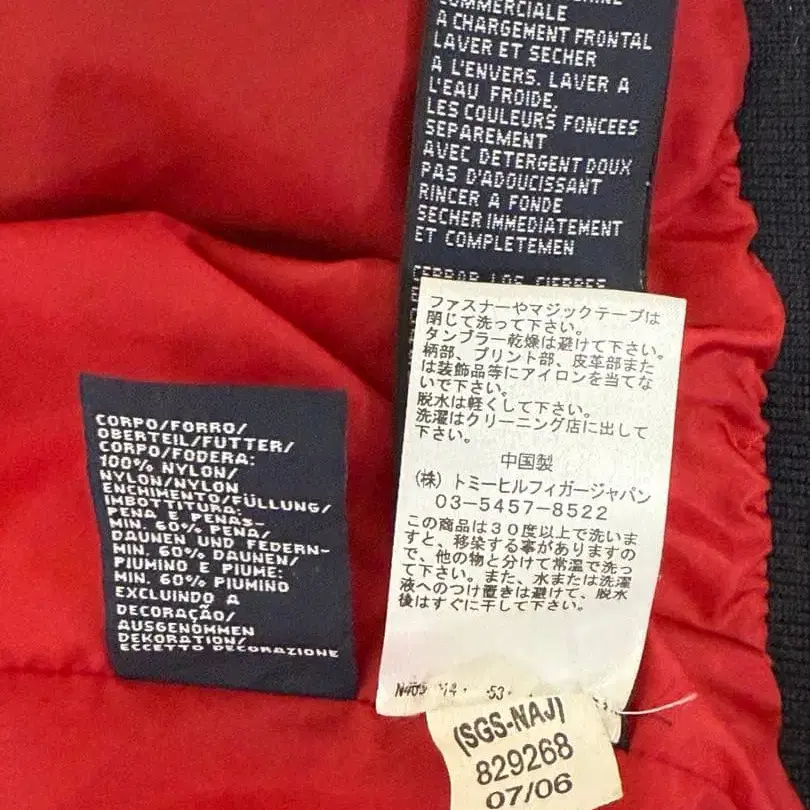 COMMERCIALE
A CHARGEMENT FRONTAL
LAVER ET SECHER
A L'ENVERS. LAVER A
L'EAU FROIDE,
LES COULEURS FONCEES
SEPAREMENT
AVEC DETERGENT DOUX
PAS D'ADOUCISSANT
RINCER A FONDE
SECHER IMMEDIATEMENT
ET COMPLETEMEN
CERRAR LOS CIERRES
ファスナーやマジックテープは
閉じて洗って下さい。
タンブラー乾燥は避けて下さい。
柄部、プリント部、皮革部また
は装飾品等にアイロンを当てな
いで下さい。
脱水は軽くして下さい。
洗濯はクリーニング店に出して
下さい。
中国製
(株) トミーヒルフィガージャパン
03-5457-8522
この商品は30度以上で洗いま
すと、移染する事がありますの
で、他の物と分けて常温で洗っ
て下さい。また、水または洗濯
液へのつけ置きは避けて、脱水
後はすぐに干して下さい。
(SGS-NAJ)
829268
07/06
CORPO/FORRO/
OBERTEIL/FUTTER/
CORPO/FODERA:
100% NYLON/
NYLON/NYLON
ENCHIMENTO/FÜLLUNG/
IMBOTTITURA:
PENA E PENAS-
MIN. 60% PENA/
DAUNEN UND FEDERN-
MIN. 60% DAUNEN/
PIUMINO E PIUME:
MIN. 60% PIUMINO
EXCLUINDO A
DECORAÇÃO/
AUSGENOMMEN
DEKORATION/
ECCETTO DECORAZIONE